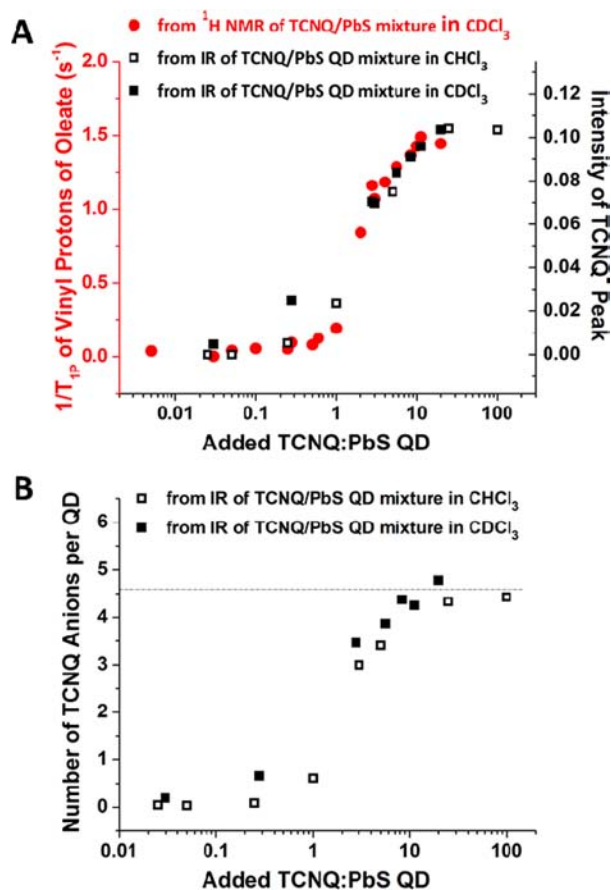 A
from ¹H NMR of TCNQ/PbS mixture in CDCl₃
from IR of TCNQ/PbS QD mixture in CHCl₃
from IR of TCNQ/PbS QD mixture in CDCl₃
1/T₁ₚ of Vinyl Protons of Oleate (s⁻¹)
2.0
1.5
1.0
0.5
0.0
0.12
0.10
0.08
0.06
0.04
0.02
0.00
Intensity of TCNQ⁻ Peak
0.01 0.1 1 10 100
Added TCNQ:PbS QD
B
from IR of TCNQ/PbS QD mixture in CHCl₃
from IR of TCNQ/PbS QD mixture in CDCl₃
Number of TCNQ Anions per QD
6
5
4
3
2
1
0
0.01 0.1 1 10 100
Added TCNQ:PbS QD